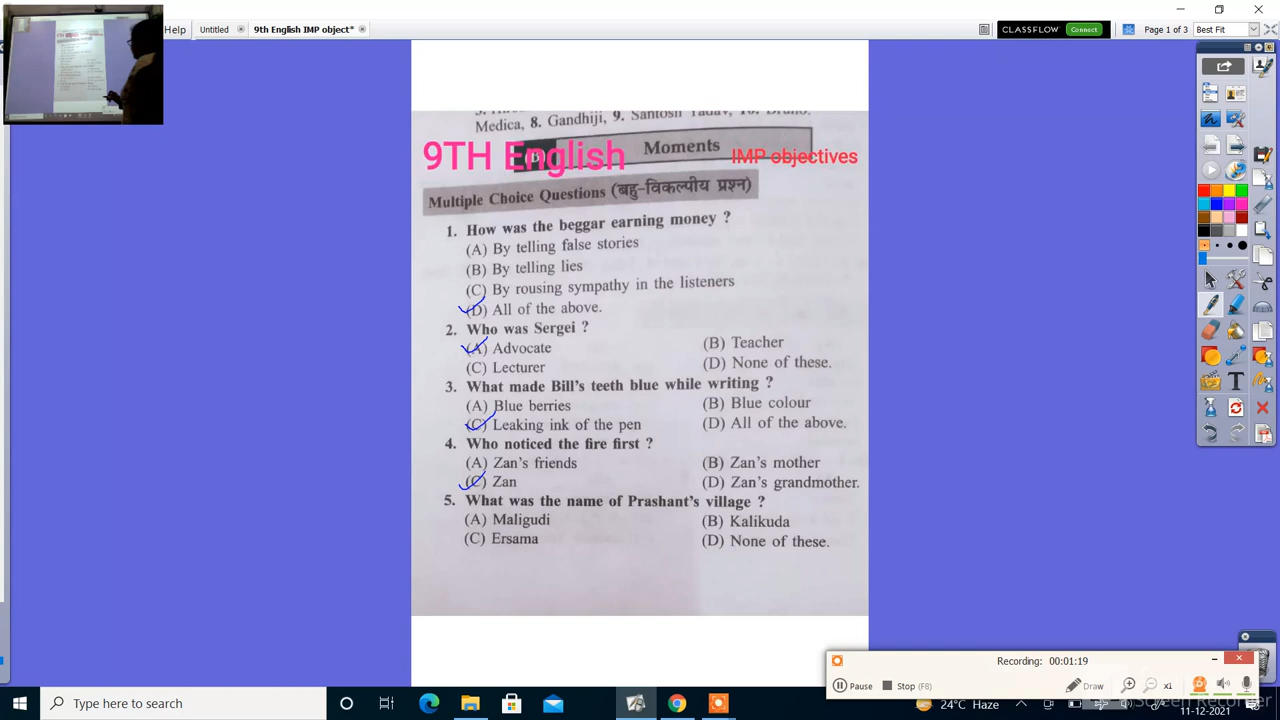 Help
Untitled
9th English IMP object*
CLASSFLOW
Connect
Page 1 of 3
Best Fit
Medica, 8. Gandhiji, 9. Santosh Yadav, 10. Bruno.
9TH English
(B)
Moments
IMP objectives
Multiple Choice Questions (बहु-विकल्पीय प्रश्न)
1. How was the beggar earning money ?
(A) By telling false stories
(B) By telling lies
(C) By rousing sympathy in the listeners
(D) All of the above.
2. Who was Sergei ?
(A) Advocate (B) Teacher
(C) Lecturer (D) None of these.
3. What made Bill's teeth blue while writing ?
(A) Blue berries (B) Blue colour
(C) Leaking ink of the pen (D) All of the above.
4. Who noticed the fire first ?
(A) Zan's friends (B) Zan's mother
(C) Zan (D) Zan's grandmother.
5. What was the name of Prashant's village ?
(A) Maligudi (B) Kalikuda
(C) Ersama (D) None of these.
Recording: 00:01:19
Pause
Stop (F8)
Draw
x1
Screen Recorder
Type here to search
24°C Haze
11-12-2021